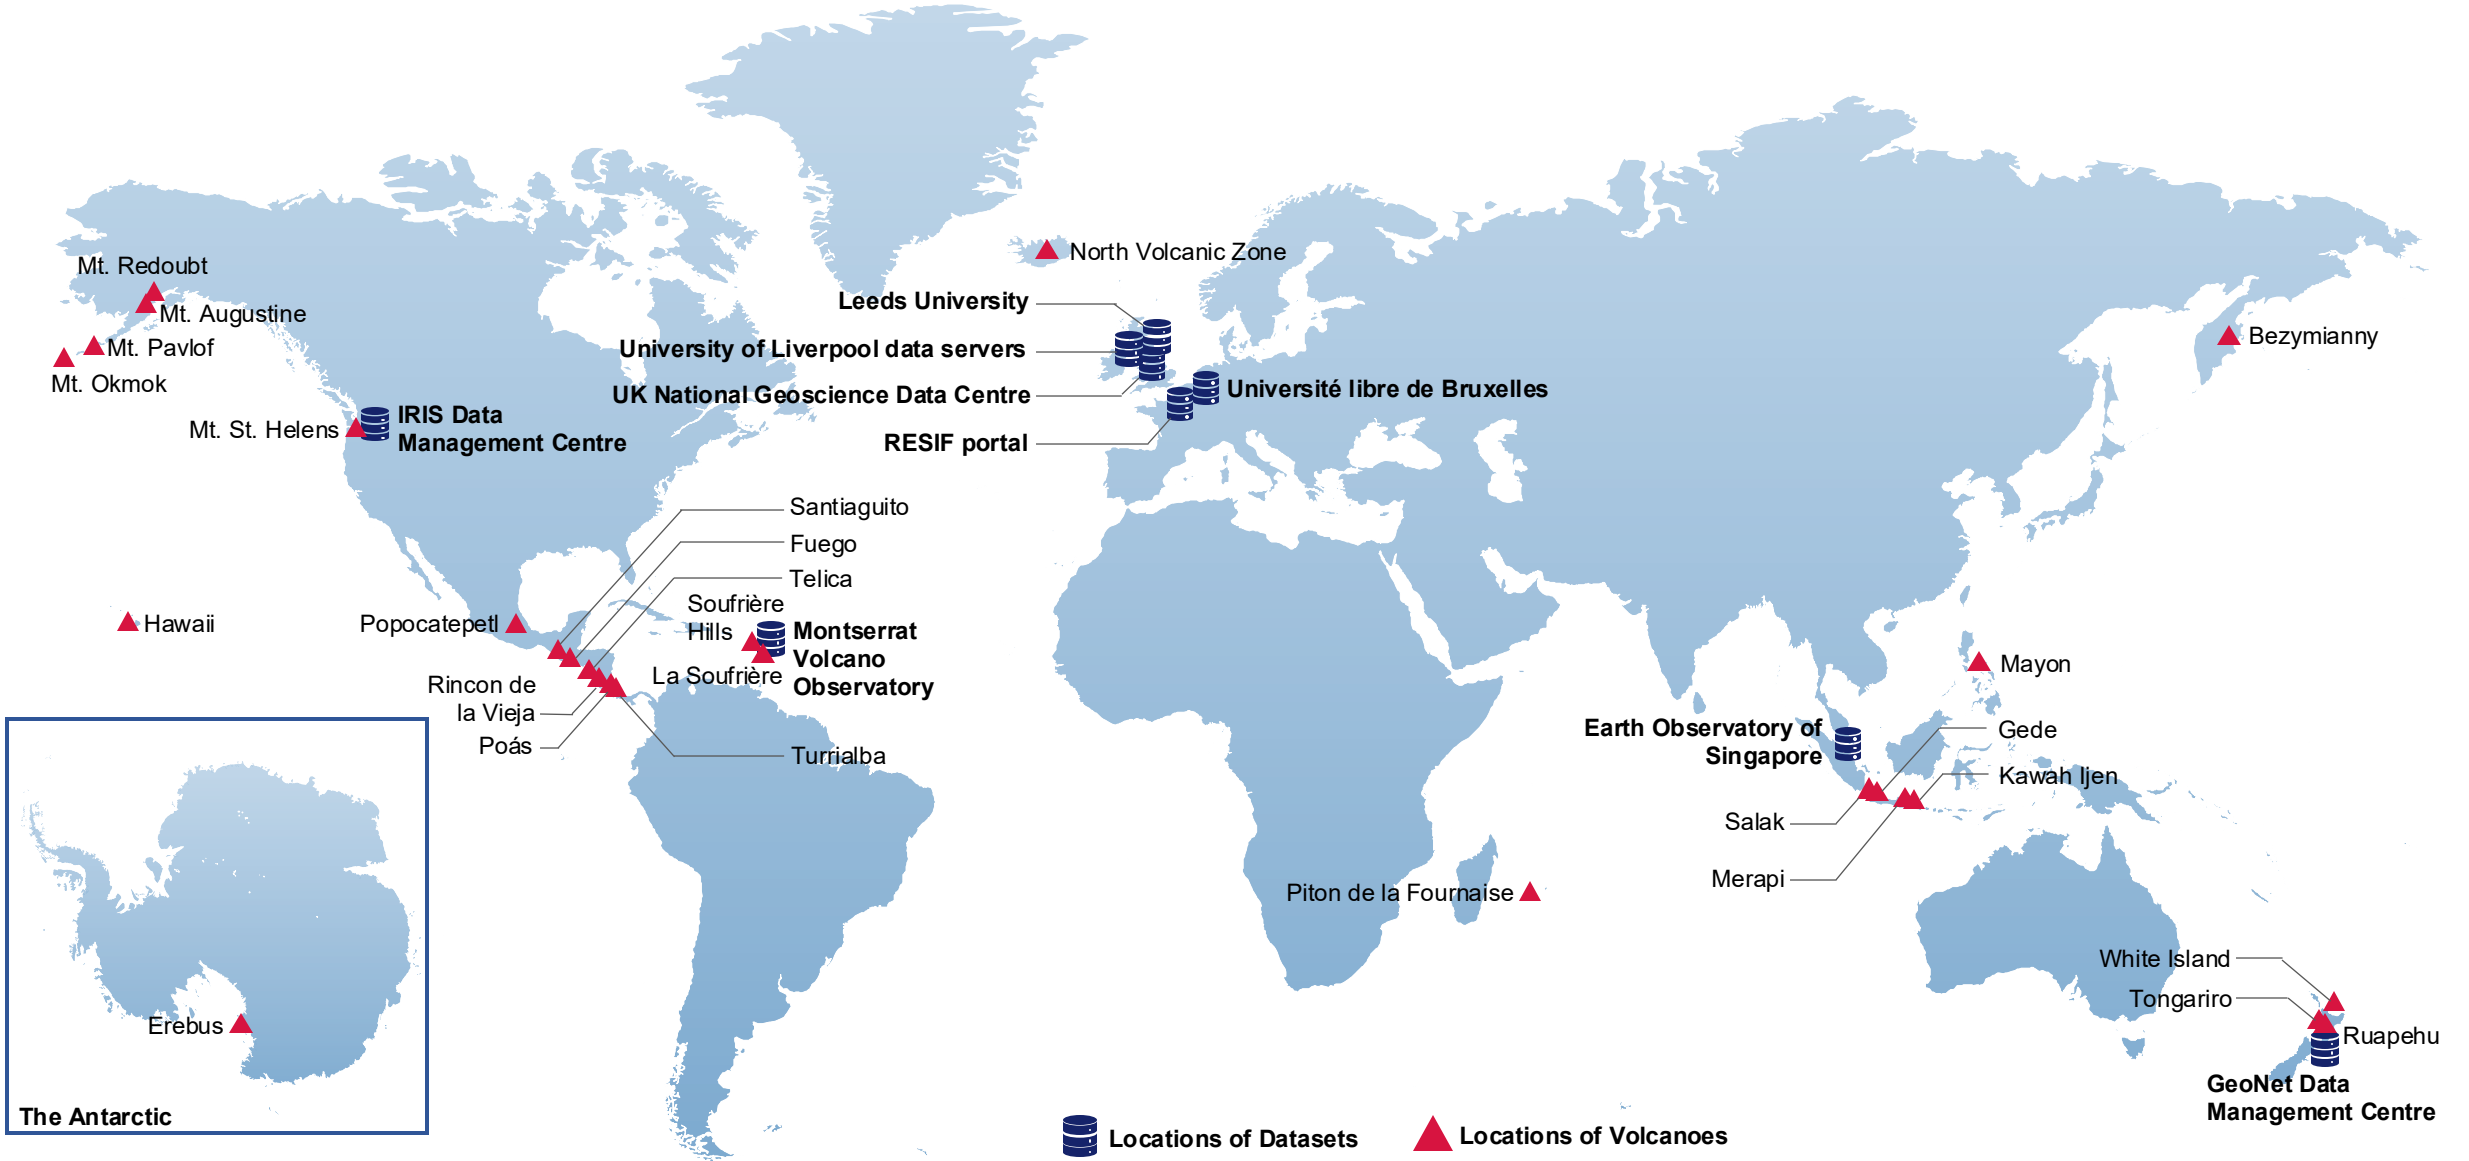 North Volcanic Zone
Mt. Redoubt
Leeds University
Mt. Augustine
Bezymianny
Mt. Pavlof
University of Liverpool data servers
Mt. Okmok
Université libre de Bruxelles
UK National Geoscience Data Centre
IRIS Data
Management Centre
Mt. St. Helens
RESIF portal
Santiaguito
Fuego
Telica
Soufrière
Hills
Hawaii
Popocatepetl
Montserrat
Volcano
Observatory
La Soufrière
Mayon
Rincon de
la Vieja
Poás
Turrialba
Earth Observatory of
Singapore
Gede
Kawah Ijen
Salak
Merapi
Piton de la Fournaise
White Island
Tongariro
Ruapehu
GeoNet Data
Management Centre
Erebus
The Antarctic
Locations of Datasets
Locations of Volcanoes